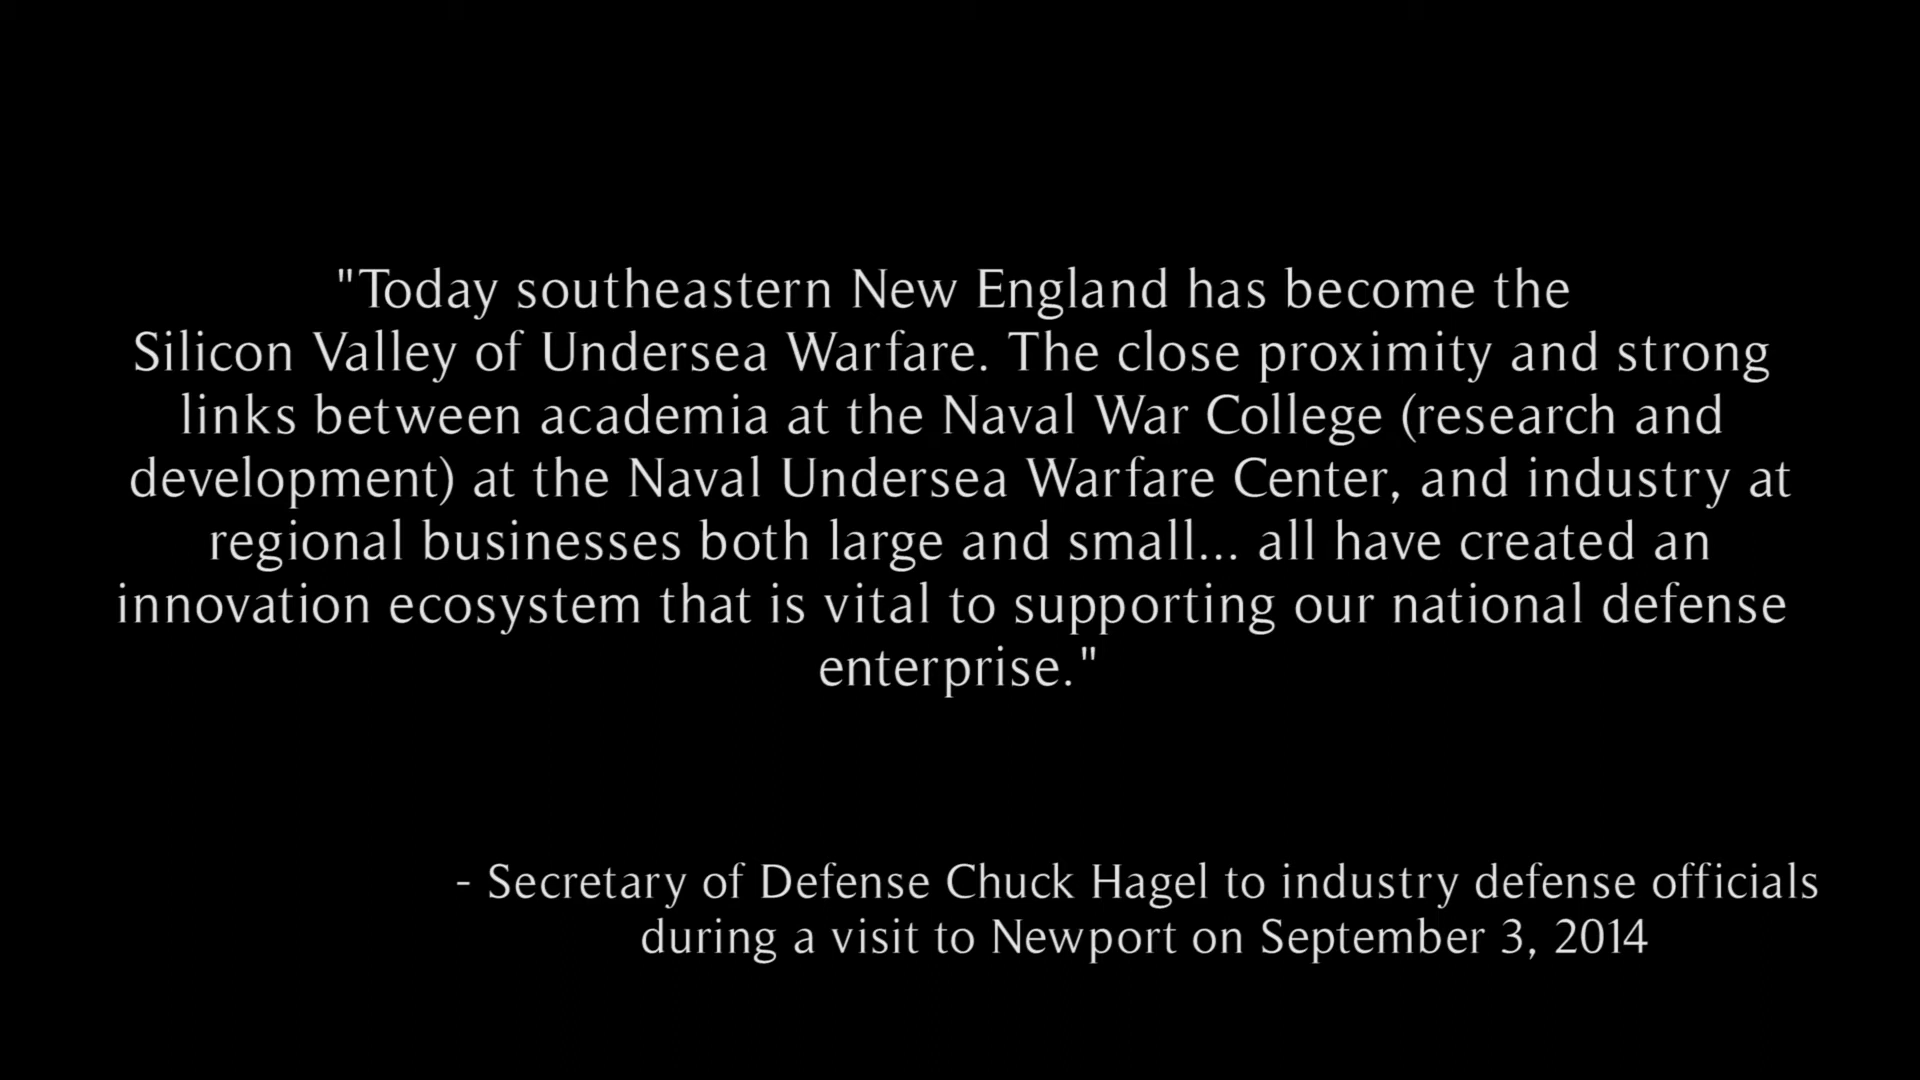 "Today southeastern New England has become the
Silicon Valley of Undersea Warfare. The close proximity and strong
links between academia at the Naval War College (research and
development) at the Naval Undersea Warfare Center, and industry at
regional businesses both large and small... all have created an
innovation ecosystem that is vital to supporting our national defense
enterprise."
- Secretary of Defense Chuck Hagel to industry defense officials
during a visit to Newport on September 3, 2014